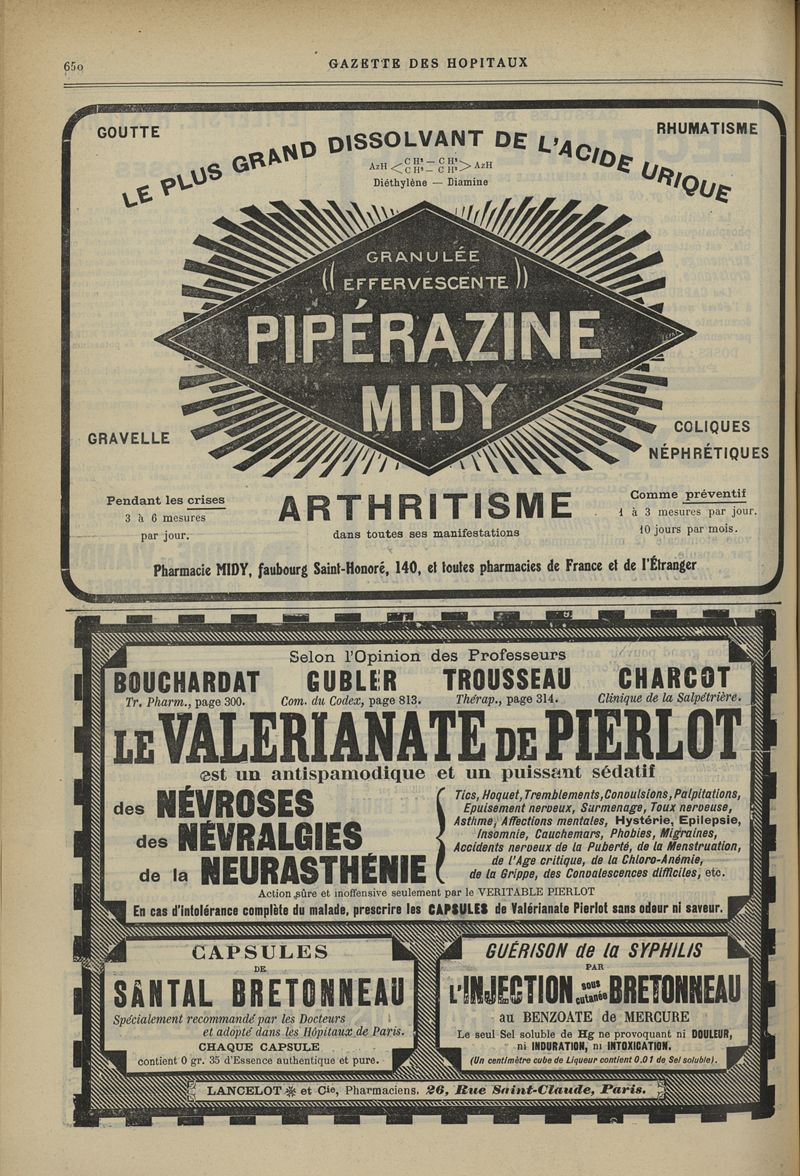 650
GAZETTE DES HOPITAUX
GOUTTE
RHUMATISME
LE PLUS GRAND DISSOLVANT DE L'ACIDE URIQUE
AzH < C H² — C H² > AzH
C H² — C H²
Diéthylène — Diamine
GRANULÉE
(( EFFERVESCENTE ))
PIPÉRAZINE
MIDY
GRAVELLE
COLIQUES
NÉPHRÉTIQUES
Pendant les crises
3 à 6 mesures
par jour.
ARTHRITISME
dans toutes ses manifestations
Comme préventif
1 à 3 mesures par jour.
10 jours par mois.
Pharmacie MIDY, faubourg Saint-Honoré, 140, et toutes pharmacies de France et de l'Étranger
Selon l'Opinion des Professeurs
BOUCHARDAT GUBLER TROUSSEAU CHARCOT
Tr. Pharm., page 300. Com. du Codex, page 813. Thérap., page 314. Clinique de la Salpétrière.
LE VALERIANATE DE PIERLOT
est un antispamodique et un puissant sédatif
des NÉVROSES
des NÉVRALGIES
de la NEURASTHÉNIE
Tics, Hoquet, Tremblements, Convulsions, Palpitations,
Epuisement nerveux, Surmenage, Toux nerveuse,
Asthme, Affections mentales, Hystérie, Epilepsie,
Insomnie, Cauchemars, Phobies, Migraines,
Accidents nerveux de la Puberté, de la Menstruation,
de l'Age critique, de la Chloro-Anémie,
de la Grippe, des Convalescences difficiles, etc.
Action sûre et inoffensive seulement par le VERITABLE PIERLOT
En cas d'intolérance complète du malade, prescrire les CAPSULES de Valérianate Pierlot sans odeur ni saveur.
CAPSULES
DE
SANTAL BRETONNEAU
Spécialement recommandé par les Docteurs
et adopté dans les Hôpitaux de Paris.
CHAQUE CAPSULE
contient 0 gr. 35 d'Essence authentique et pure.
GUÉRISON de la SYPHILIS
PAR
L'INJECTION sous cutanée BRETONNEAU
au BENZOATE de MERCURE
Le seul Sel soluble de Hg ne provoquant ni DOULEUR,
ni INDURATION, ni INTOXICATION.
(Un centimètre cube de Liqueur contient 0.01 de Sel soluble).
LANCELOT et Cie, Pharmaciens, 26, Rue Saint-Claude, Paris.